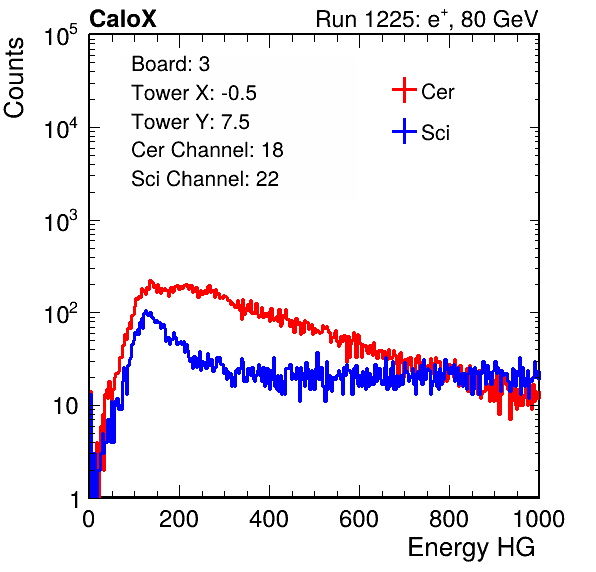 CaloX Run 1225: e+, 80 GeV
Counts
Board: 3
Tower X: -0.5
Tower Y: 7.5
Cer Channel: 18
Sci Channel: 22
Cer
Sci
10^5
10^4
10^3
10^2
10
1
0 200 400 600 800 1000
Energy HG